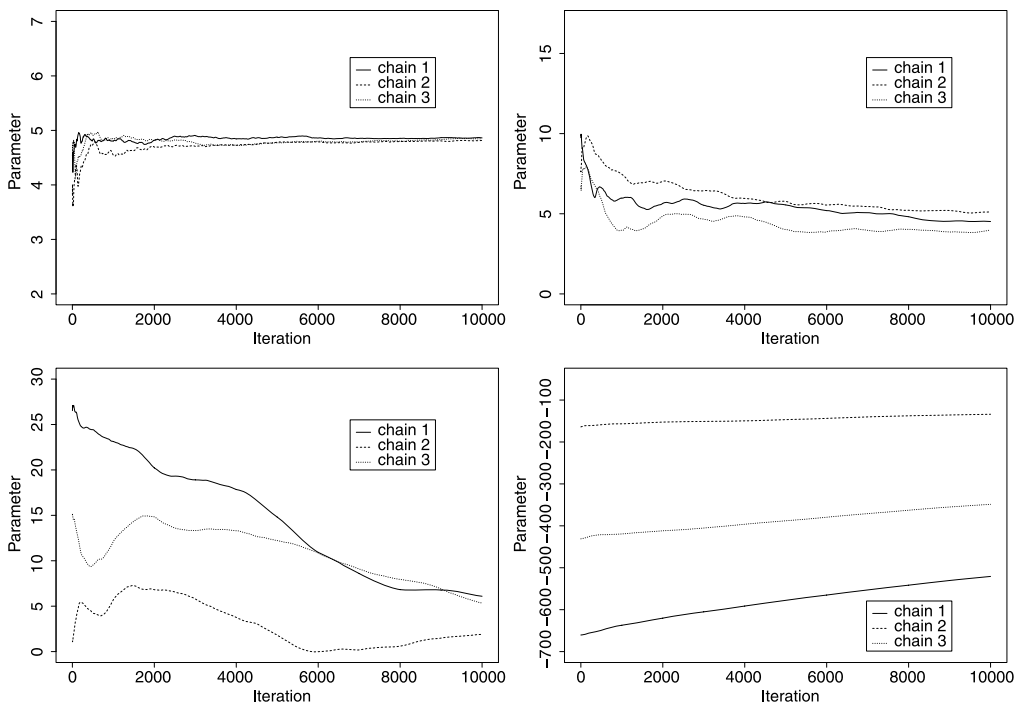 7
6
5
4
3
2
Parameter
0 2000 4000 6000 8000 10000
Iteration
chain 1
chain 2
chain 3
15
10
5
0
Parameter
0 2000 4000 6000 8000 10000
Iteration
chain 1
chain 2
chain 3
30
25
20
15
10
5
0
Parameter
0 2000 4000 6000 8000 10000
Iteration
chain 1
chain 2
chain 3
-100
-200
-300
-400
-500
-600
-700
Parameter
0 2000 4000 6000 8000 10000
Iteration
chain 1
chain 2
chain 3